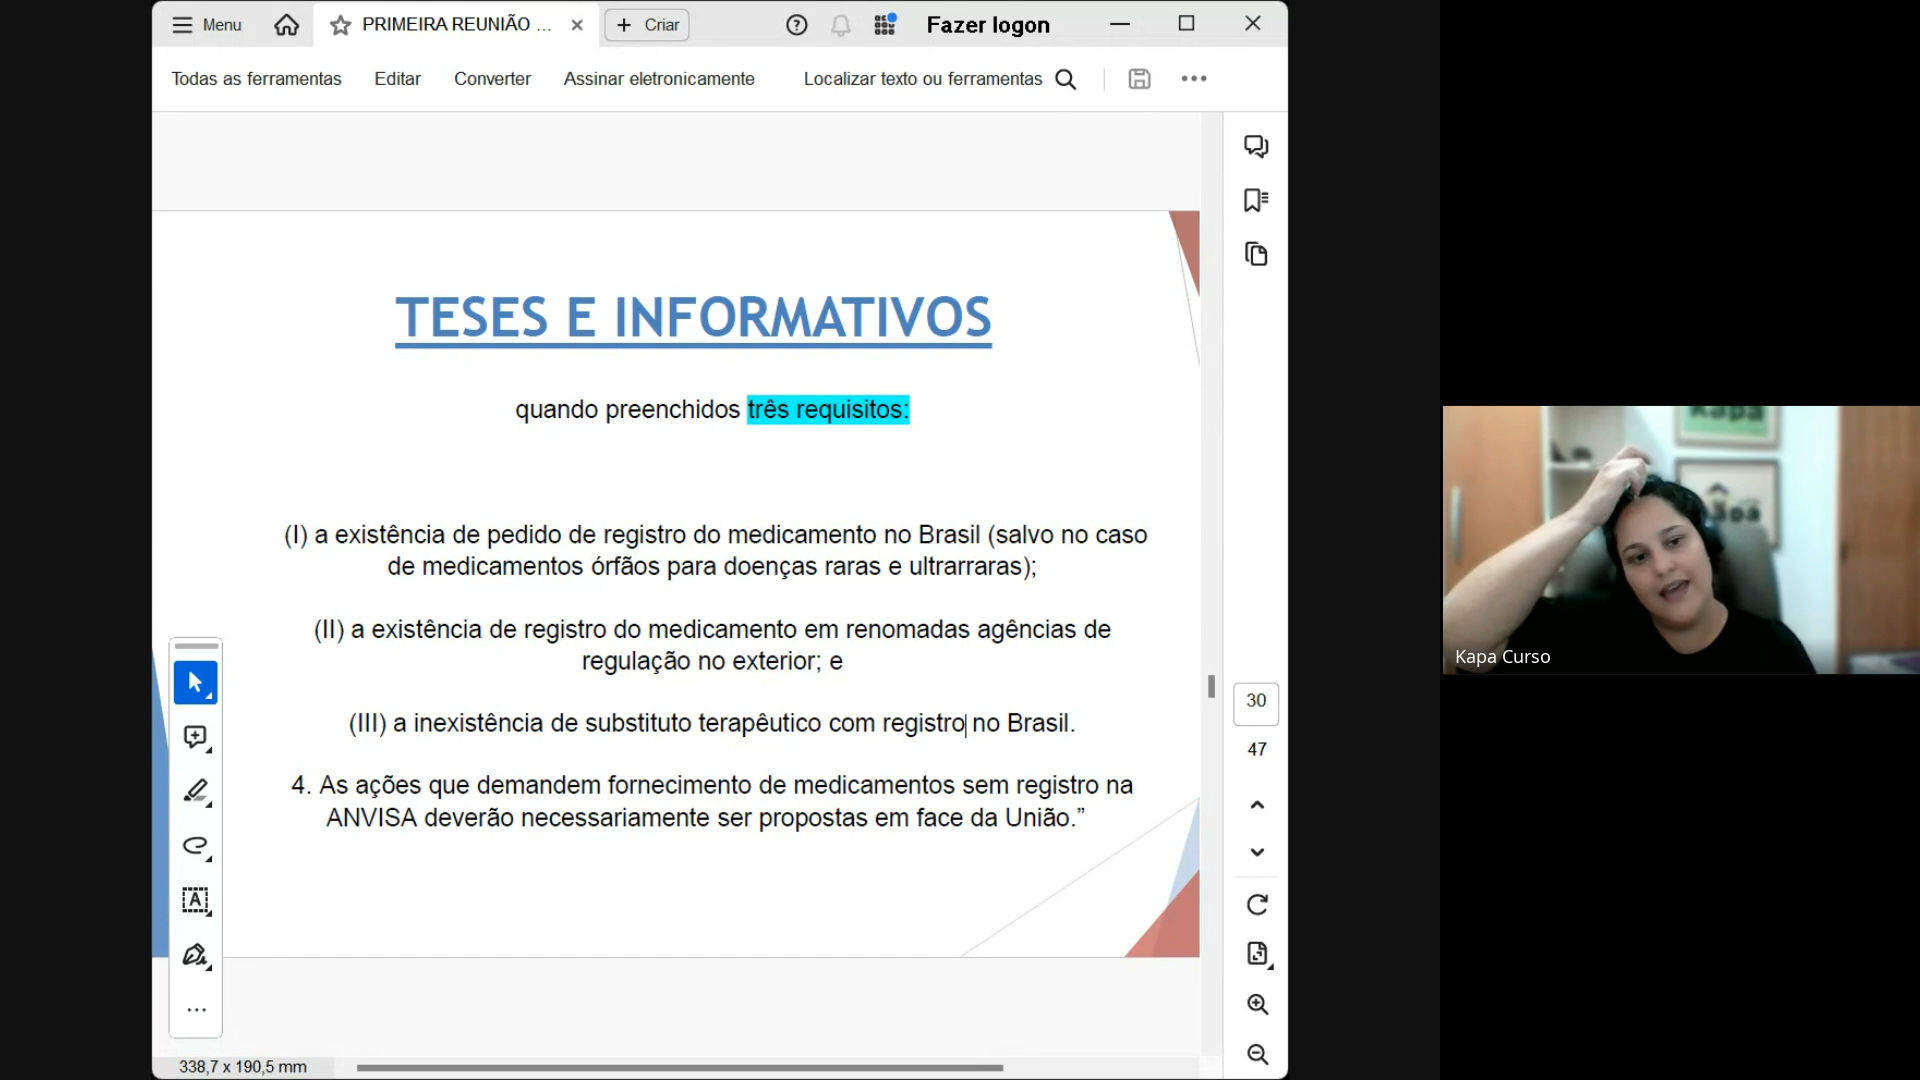 Menu
PRIMEIRA REUNIÃO ...
Criar
Fazer logon
Todas as ferramentas
Editar
Converter
Assinar eletronicamente
Localizar texto ou ferramentas
TESES E INFORMATIVOS
quando preenchidos três requisitos:
(I) a existência de pedido de registro do medicamento no Brasil (salvo no caso
de medicamentos órfãos para doenças raras e ultrarraras);
(II) a existência de registro do medicamento em renomadas agências de
regulação no exterior; e
(III) a inexistência de substituto terapêutico com registro no Brasil.
4. As ações que demandem fornecimento de medicamentos sem registro na
ANVISA deverão necessariamente ser propostas em face da União.”
30
47
338,7 x 190,5 mm
Kapa
Kapa Curso